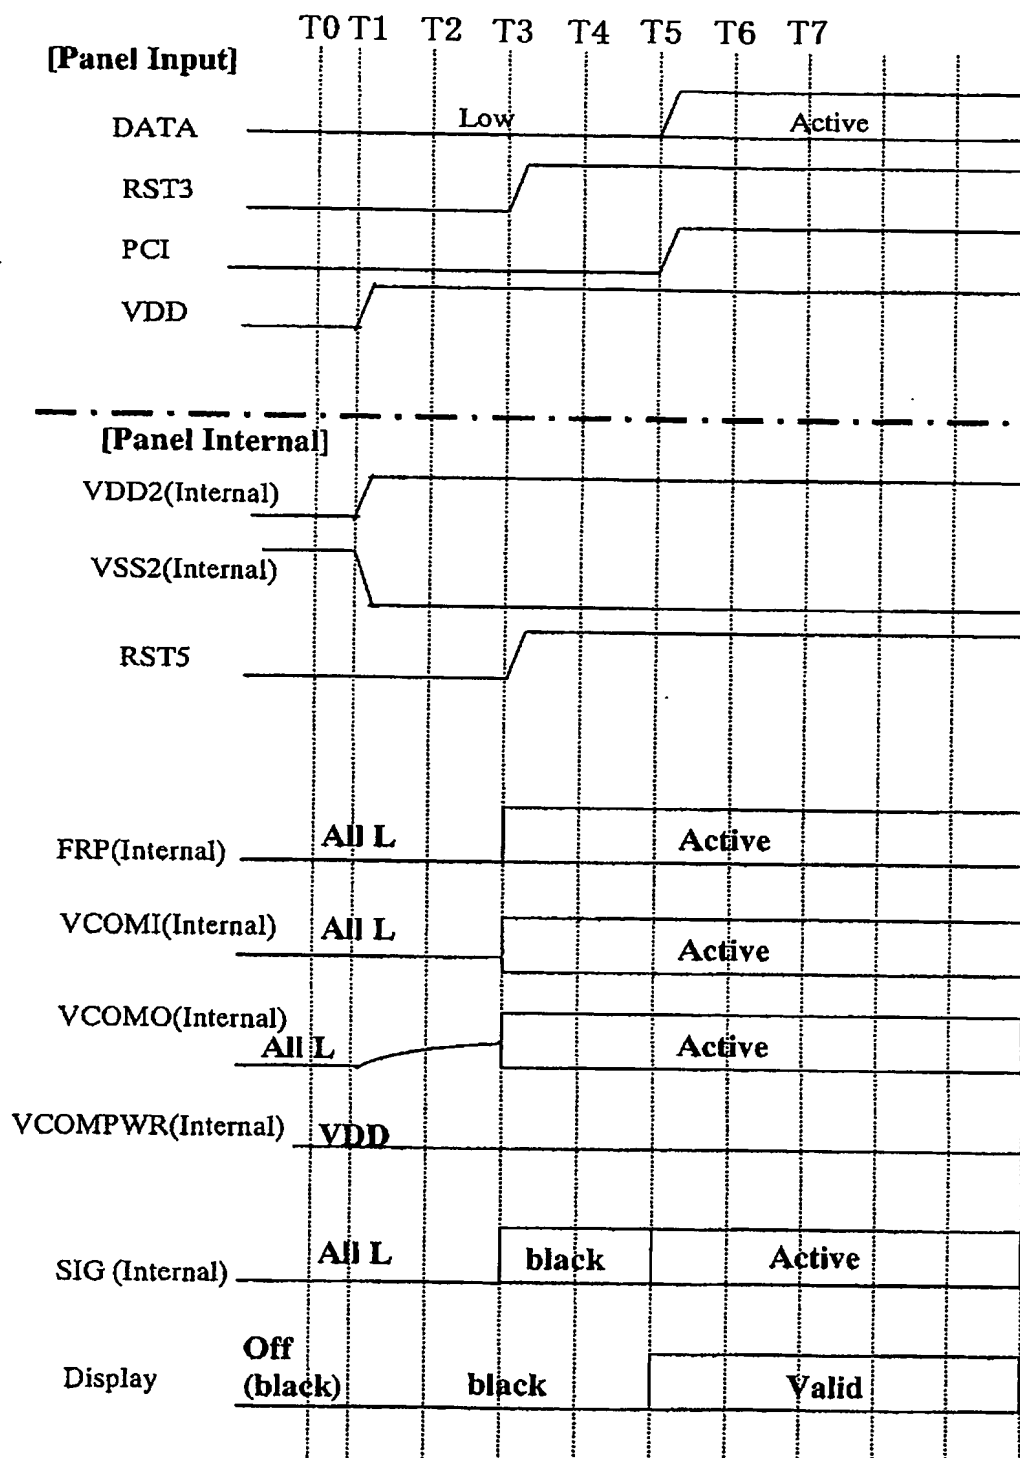 T0 T1 T2 T3 T4 T5 T6 T7
[Panel Input]
DATA Low Active
RST3
PCI
VDD
[Panel Internal]
VDD2(Internal)
VSS2(Internal)
RST5
FRP(Internal) All L Active
VCOMI(Internal) All L Active
VCOMO(Internal) All L Active
VCOMPWR(Internal) VDD
SIG (Internal) All L black Active
Off
Display (black) black Valid